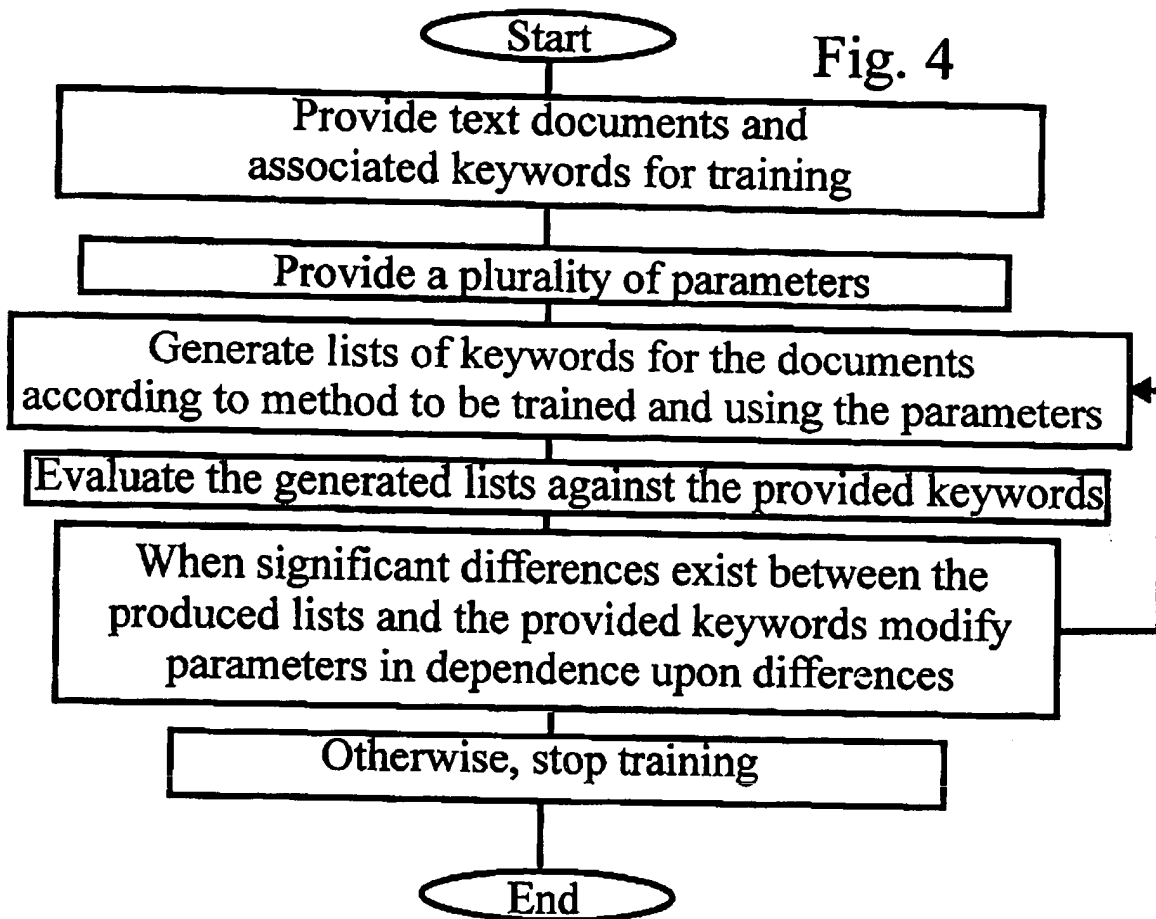 Start
Fig. 4
Provide text documents and
associated keywords for training
Provide a plurality of parameters
Generate lists of keywords for the documents
according to method to be trained and using the parameters
Evaluate the generated lists against the provided keywords
When significant differences exist between the
produced lists and the provided keywords modify
parameters in dependence upon differences
Otherwise, stop training
End